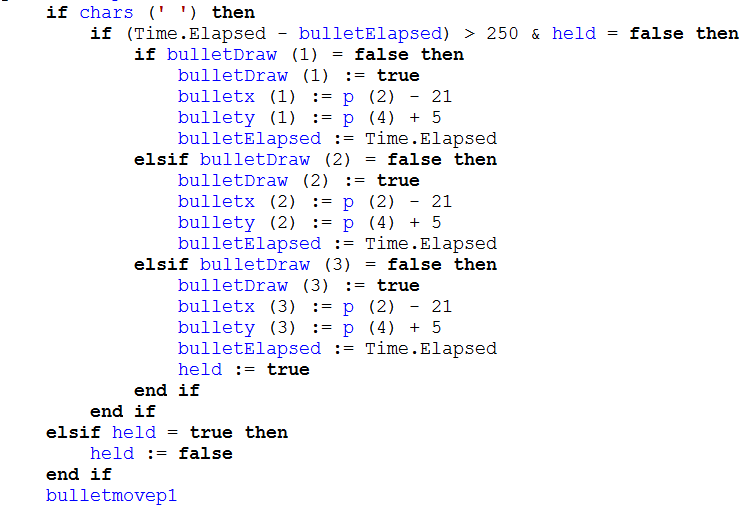 if chars (' ') then
if (Time.Elapsed - bulletElapsed) > 250 & held = false then
if bulletDraw (1) = false then
bulletDraw (1) := true
bulletx (1) := p (2) - 21
bullety (1) := p (4) + 5
bulletElapsed := Time.Elapsed
elsif bulletDraw (2) = false then
bulletDraw (2) := true
bulletx (2) := p (2) - 21
bullety (2) := p (4) + 5
bulletElapsed := Time.Elapsed
elsif bulletDraw (3) = false then
bulletDraw (3) := true
bulletx (3) := p (2) - 21
bullety (3) := p (4) + 5
bulletElapsed := Time.Elapsed
held := true
end if
end if
elsif held = true then
held := false
end if
bulletmovep1